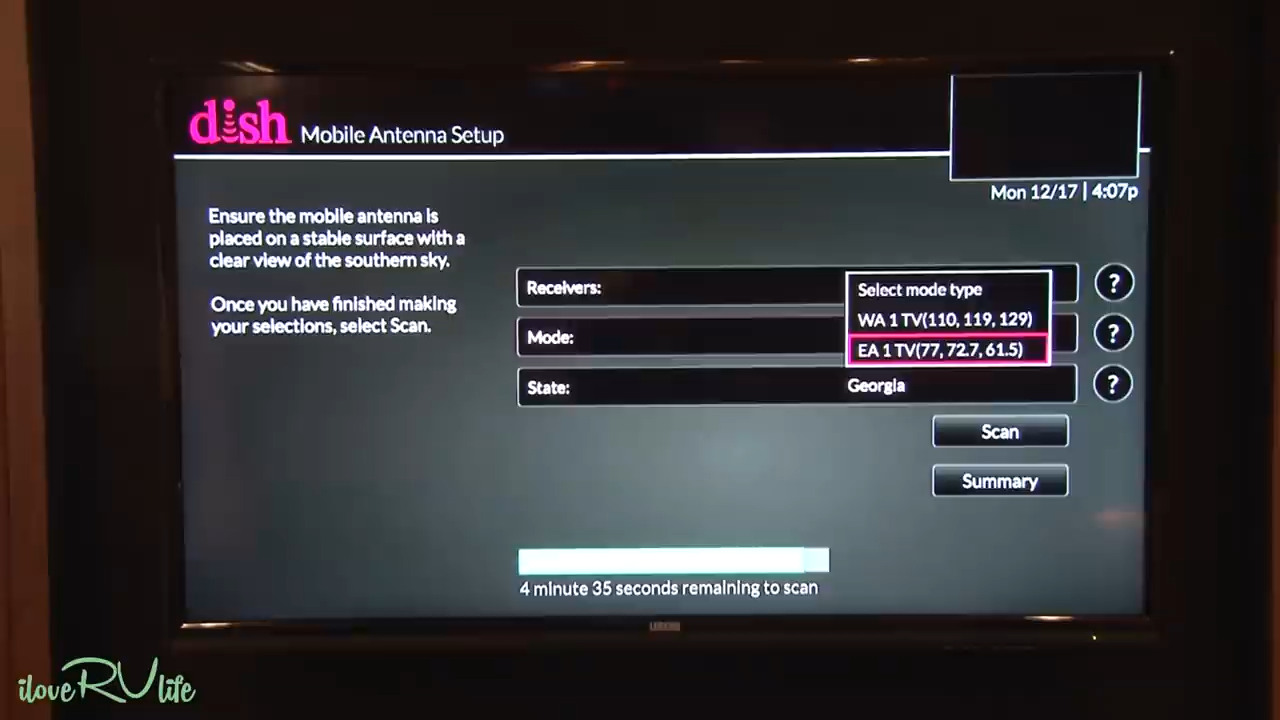 dish Mobile Antenna Setup
Mon 12/17 | 4:07p
Ensure the mobile antenna is
placed on a stable surface with a
clear view of the southern sky.
Once you have finished making
your selections, select Scan.
Receivers:
?
Select mode type
WA 1 TV(110, 119, 129)
EA 1 TV(77, 72.7, 61.5)
Mode:
?
State:
Georgia
?
Scan
Summary
4 minute 35 seconds remaining to scan
iloveRVlife